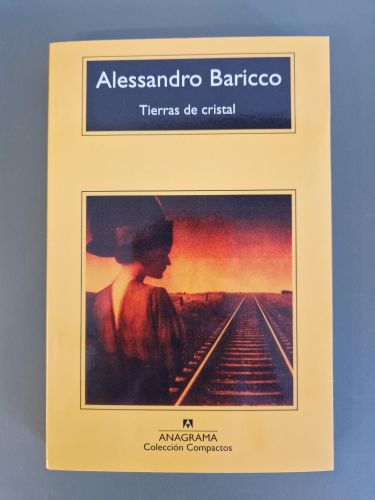 Alessandro Baricco
Tierras de cristal
ANAGRAMA
Colección Compactos